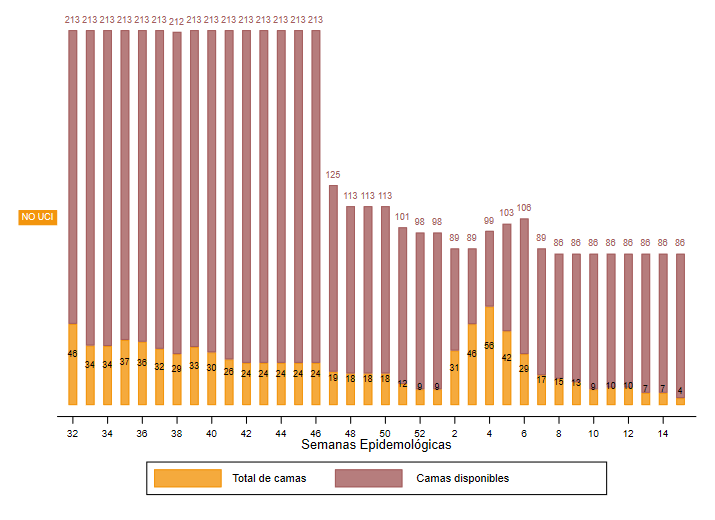 213 213 213 213 213 213 212 213 213 213 213 213 213 213 213
125
113 113 113
101
98 98
89 89
99
103
106
89
86 86 86 86 86 86 86 86
NO UCI
46 34 34 37 36 32 29 33 30 26 24 24 24 24 24 19 18 18 18 12 9 9 31 46 56 42 29 17 15 13 9 10 10 7 7 4
32 34 36 38 40 42 44 46 48 50 52 2 4 6 8 10 12 14
Semanas Epidemológicas
Total de camas
Camas disponibles